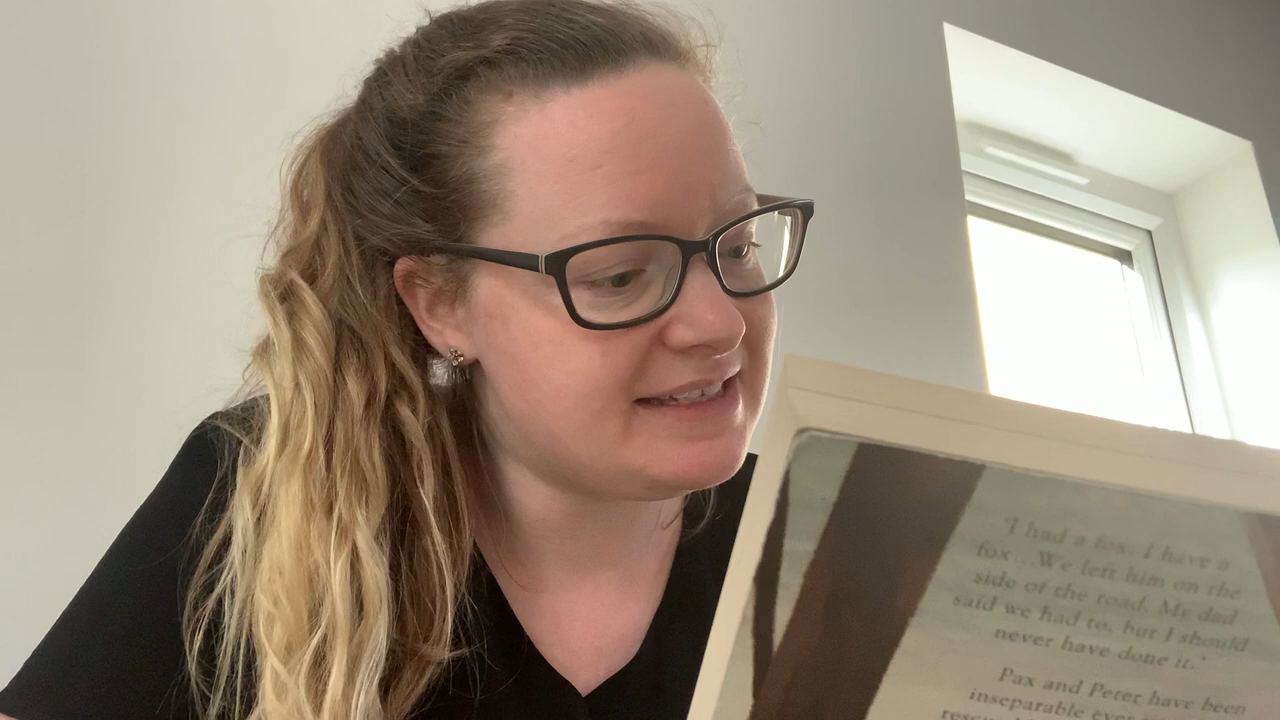 'I had a fox. I have a
fox...We left him on the
side of the road. My dad
said we had to, but I should
never have done it.'
Pax and Peter have been
inseparable